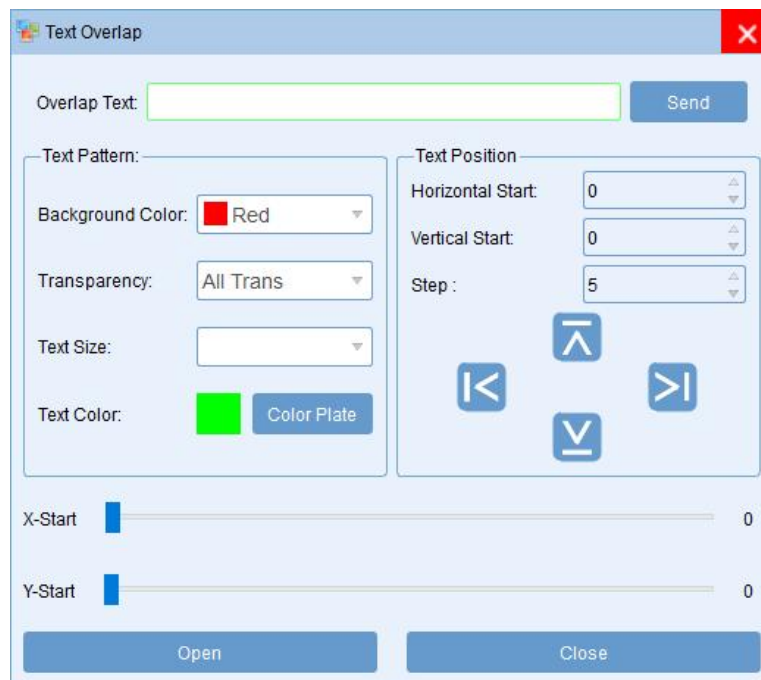 Text Overlap
Overlap Text:
Send
Text Pattern:
Background Color:
Red
Transparency:
All Trans
Text Size:
Text Color:
Color Plate
Text Position
Horizontal Start:
0
Vertical Start:
0
Step :
5
X-Start
0
Y-Start
0
Open
Close